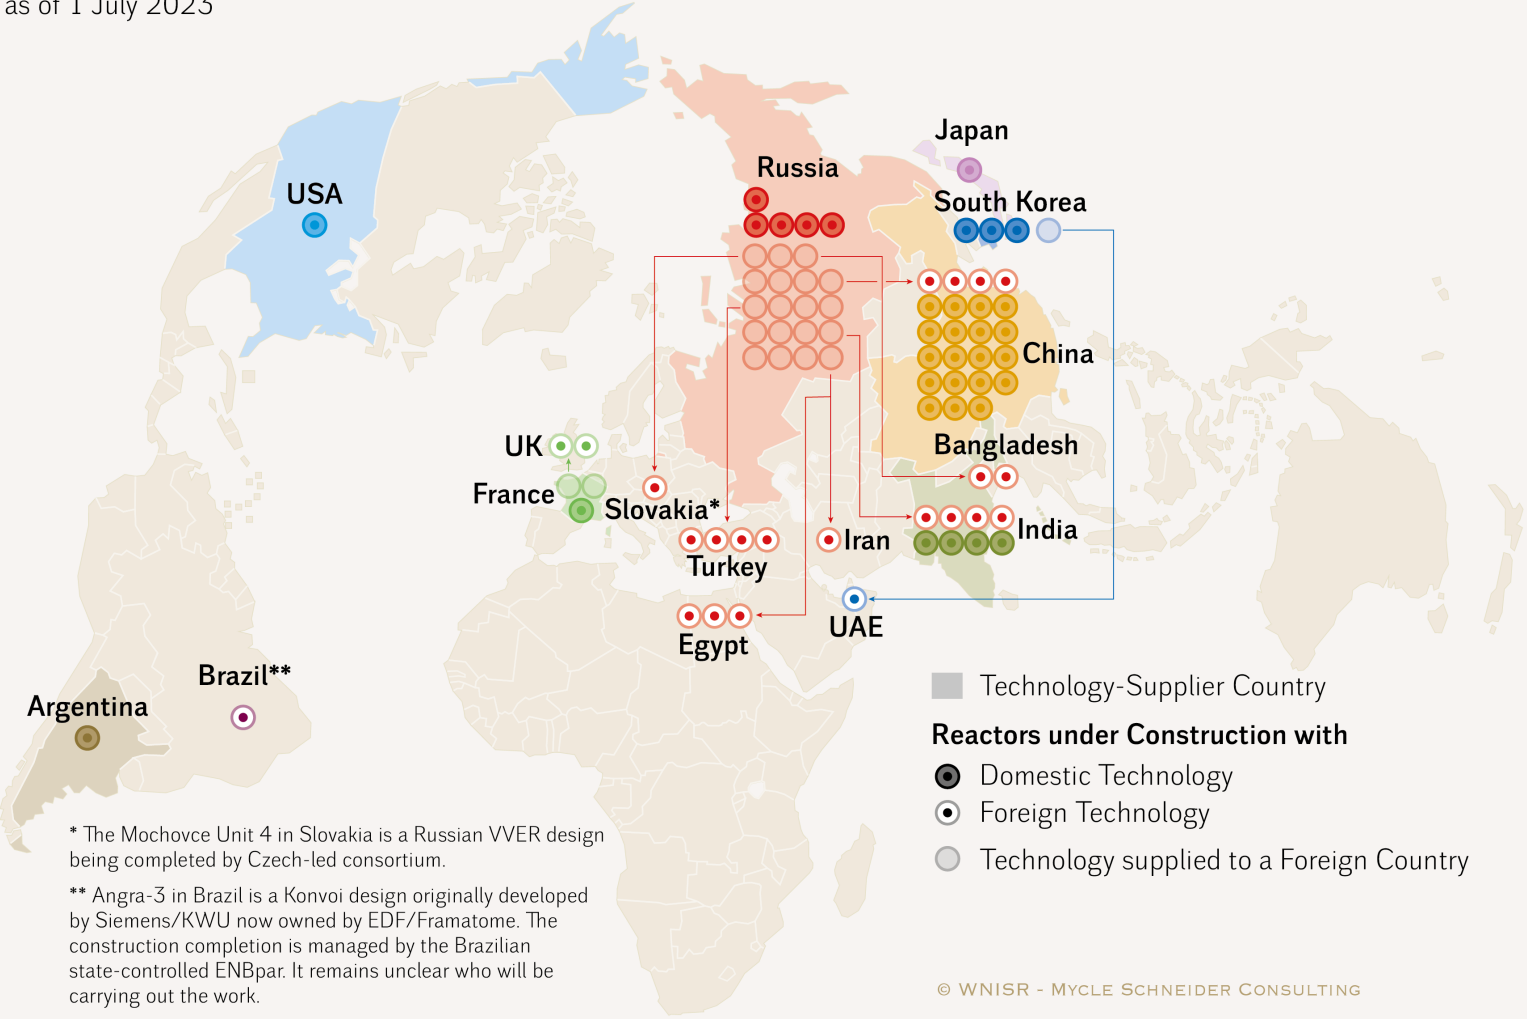 as of 1 July 2023
Japan
Russia
USA
South Korea
China
UK
Bangladesh
France
Slovakia*
India
Iran
Turkey
UAE
Egypt
Brazil**
Argentina
Technology-Supplier Country
Reactors under Construction with
Domestic Technology
Foreign Technology
Technology supplied to a Foreign Country
* The Mochovce Unit 4 in Slovakia is a Russian VVER design
being completed by Czech-led consortium.
** Angra-3 in Brazil is a Konvoi design originally developed
by Siemens/KWU now owned by EDF/Framatome. The
construction completion is managed by the Brazilian
state-controlled ENBpar. It remains unclear who will be
carrying out the work.
© WNISR - Mycle Schneider Consulting